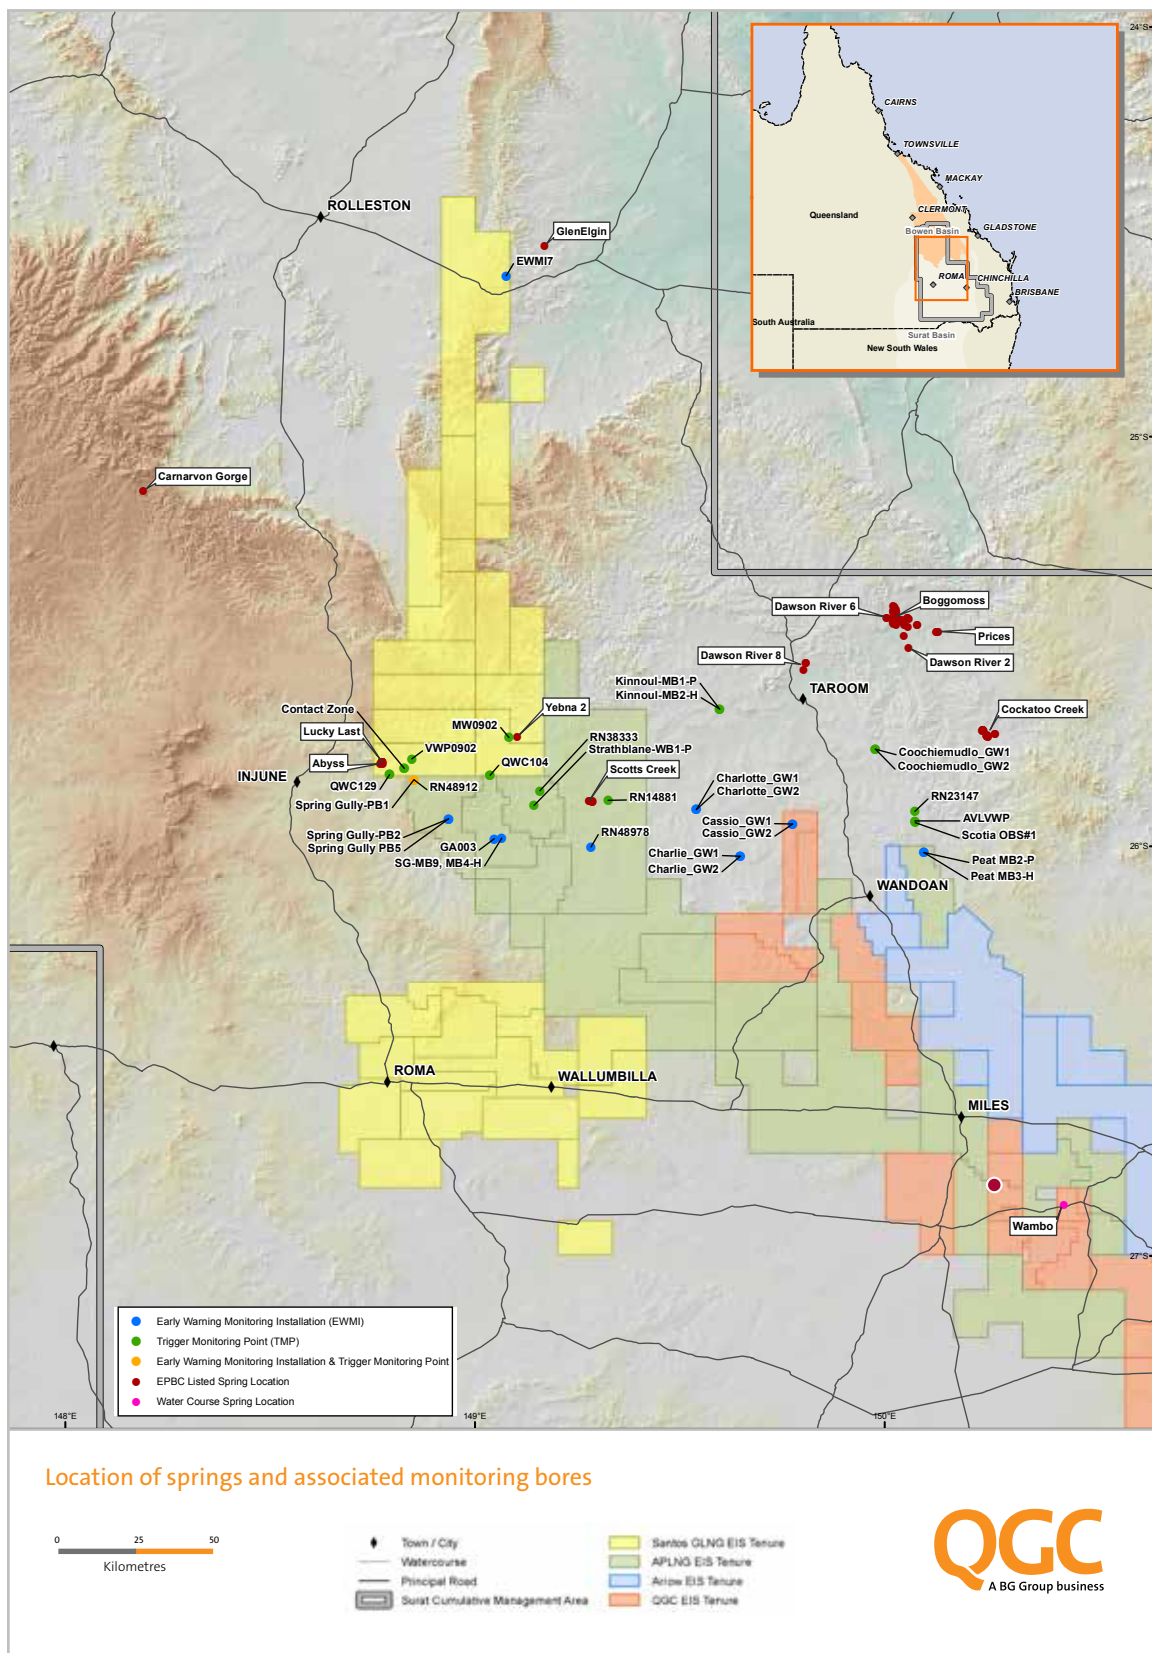 24°S
CAIRNS
TOWNSVILLE
MACKAY
CLERMONT
Queensland
GLADSTONE
Bowen Basin
ROMA
CHINCHILLA
BRISBANE
South Australia
Surat Basin
New South Wales
ROLLESTON
GlenElgin
EWMI7
25°S
Carnarvon Gorge
Dawson River 6
Boggomoss
Prices
Dawson River 2
Dawson River 8
TAROOM
Kinnoul-MB1-P
Kinnoul-MB2-H
Cockatoo Creek
Contact Zone
Yebna 2
MW0902
Lucky Last
RN38333
Strathblane-WB1-P
VWP0902
Abyss
QWC104
Scotts Creek
Coochiemudlo_GW1
Coochiemudlo_GW2
INJUNE
QWC129
RN48912
Charlotte_GW1
Charlotte_GW2
Spring Gully-PB1
RN14881
RN23147
AVLVWP
Scotia OBS#1
Cassio_GW1
Cassio_GW2
Spring Gully-PB2
Spring Gully PB5
GA003
SG-MB9, MB4-H
RN48978
Charlie_GW1
Charlie_GW2
26°S
Peat MB2-P
Peat MB3-H
WANDOAN
ROMA
WALLUMBILLA
MILES
Wambo
27°S
Early Warning Monitoring Installation (EWMI)
Trigger Monitoring Point (TMP)
Early Warning Monitoring Installation & Trigger Monitoring Point
EPBC Listed Spring Location
Water Course Spring Location
148°E
149°E
150°E
Location of springs and associated monitoring bores
0 25 50
Kilometres
Town / City
Watercourse
Principal Road
Surat Cumulative Management Area
Santos GLNG EIS Tenure
APLNG EIS Tenure
Arrow EIS Tenure
QGC EIS Tenure
QGC
A BG Group business